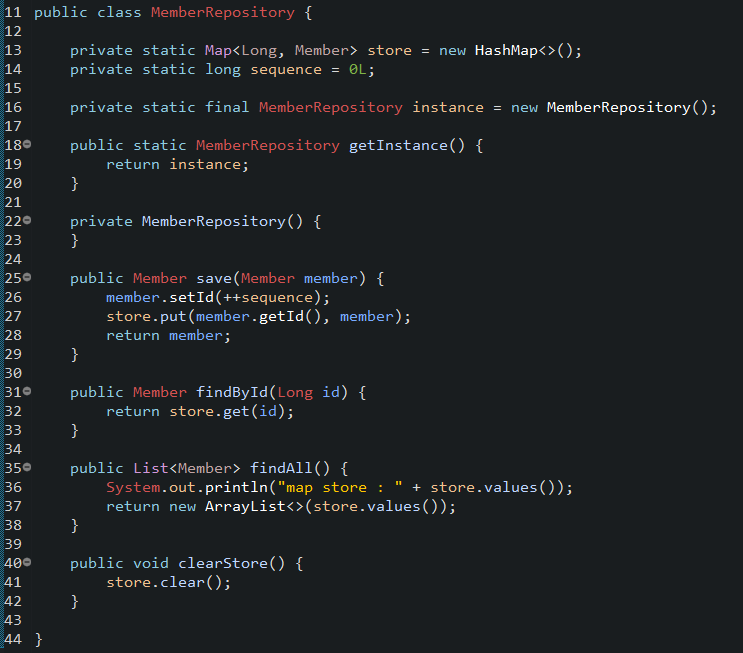 11 public class MemberRepository {
12
13     private static Map<Long, Member> store = new HashMap<>();
14     private static long sequence = 0L;
15
16     private static final MemberRepository instance = new MemberRepository();
17
18     public static MemberRepository getInstance() {
19         return instance;
20     }
21
22     private MemberRepository() {
23     }
24
25     public Member save(Member member) {
26         member.setId(++sequence);
27         store.put(member.getId(), member);
28         return member;
29     }
30
31     public Member findById(Long id) {
32         return store.get(id);
33     }
34
35     public List<Member> findAll() {
36         System.out.println("map store : " + store.values());
37         return new ArrayList<>(store.values());
38     }
39
40     public void clearStore() {
41         store.clear();
42     }
43
44 }